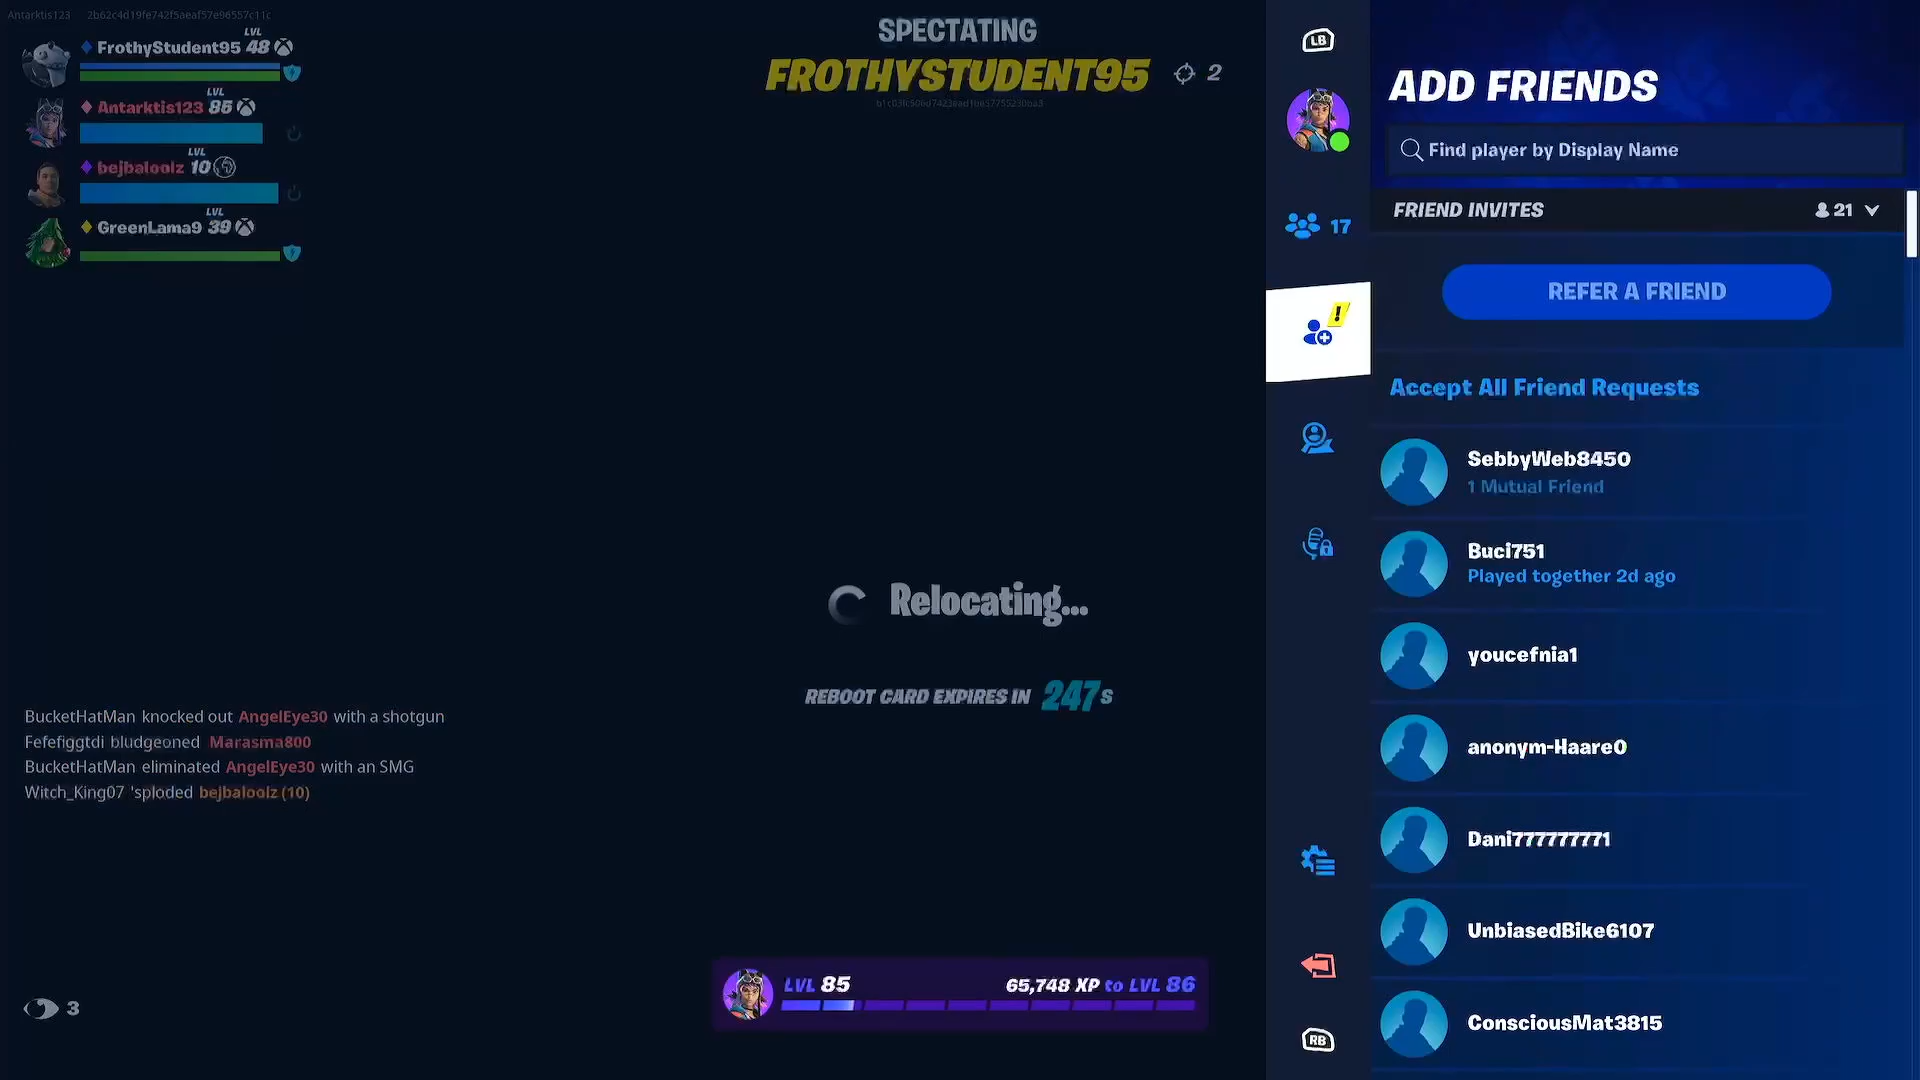 Antarktis123 2b62c4d19fe742f5aeaf57e96557c11c
LVL
FrothyStudent95 48
LVL
Antarktis123 85
LVL
bejbaloolz 10
LVL
GreenLama9 39
SPECTATING
FROTHYSTUDENT95 2
Relocating...
REBOOT CARD EXPIRES IN 247S
BucketHatMan knocked out AngelEye30 with a shotgun
Fefefiggtdi bludgeoned Marasma800
BucketHatMan eliminated AngelEye30 with an SMG
Witch_King07 'sploded bejbaloolz (10)
3
LVL 85 65,748 XP to LVL 86
LB
17
!
RB
ADD FRIENDS
Find player by Display Name
FRIEND INVITES 21
REFER A FRIEND
Accept All Friend Requests
SebbyWeb8450
1 Mutual Friend
Buci751
Played together 2d ago
youcefnia1
anonym-Haare0
Dani777777771
UnbiasedBike6107
ConsciousMat3815